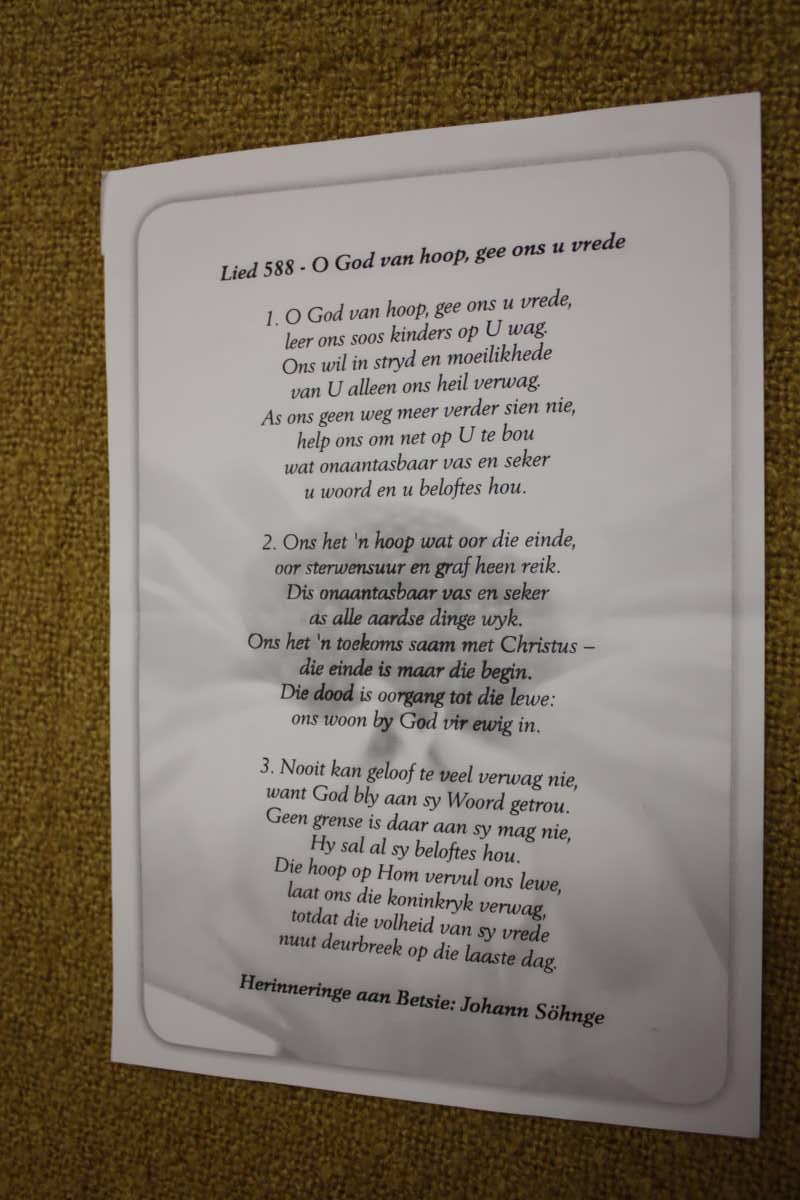 Lied 588 - O God van hoop, gee ons u vrede
1. O God van hoop, gee ons u vrede,
leer ons soos kinders op U wag.
Ons wil in stryd en moeilikhede
van U alleen ons heil verwag.
As ons geen weg meer verder sien nie,
help ons om net op U te bou
wat onaantasbaar vas en seker
u woord en u beloftes hou.
2. Ons het 'n hoop wat oor die einde,
oor sterwensuur en graf heen reik.
Dis onaantasbaar vas en seker
as alle aardse dinge wyk.
Ons het 'n toekoms saam met Christus –
die einde is maar die begin.
Die dood is oorgang tot die lewe:
ons woon by God vir ewig in.
3. Nooit kan geloof te veel verwag nie,
want God bly aan sy Woord getrou.
Geen grense is daar aan sy mag nie,
Hy sal al sy beloftes hou.
Die hoop op Hom vervul ons lewe,
laat ons die koninkryk verwag,
totdat die volheid van sy vrede
nuut deurbreek op die laaste dag.
Herinneringe aan Betsie: Johann Söhnge